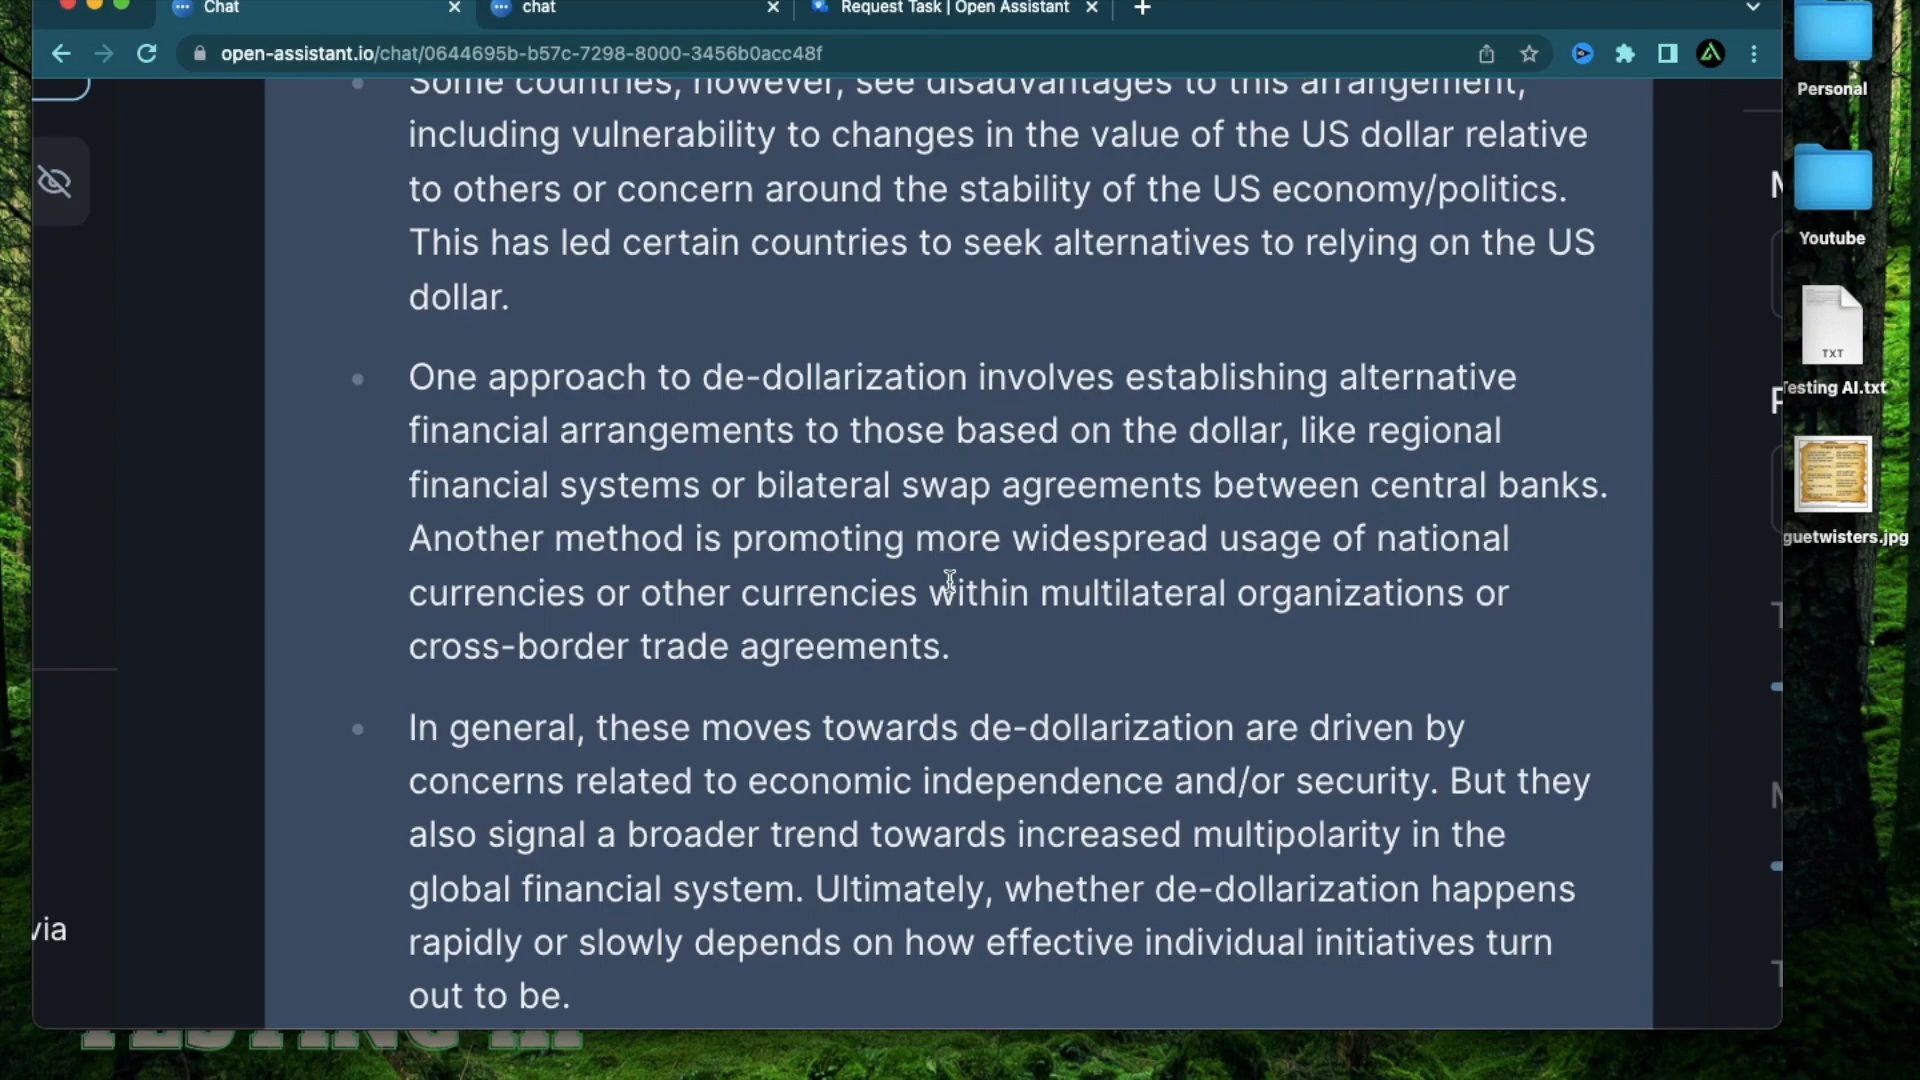 Chat
chat
Request Task | Open Assistant
open-assistant.io/chat/0644695b-b57c-7298-8000-3456b0acc48f
Some countries, however, see disadvantages to this arrangement,
including vulnerability to changes in the value of the US dollar relative
to others or concern around the stability of the US economy/politics.
This has led certain countries to seek alternatives to relying on the US
dollar.
One approach to de-dollarization involves establishing alternative
financial arrangements to those based on the dollar, like regional
financial systems or bilateral swap agreements between central banks.
Another method is promoting more widespread usage of national
currencies or other currencies within multilateral organizations or
cross-border trade agreements.
In general, these moves towards de-dollarization are driven by
concerns related to economic independence and/or security. But they
also signal a broader trend towards increased multipolarity in the
global financial system. Ultimately, whether de-dollarization happens
rapidly or slowly depends on how effective individual initiatives turn
out to be.
via
Personal
Youtube
TXT
Testing AI.txt
guetwisters.jpg